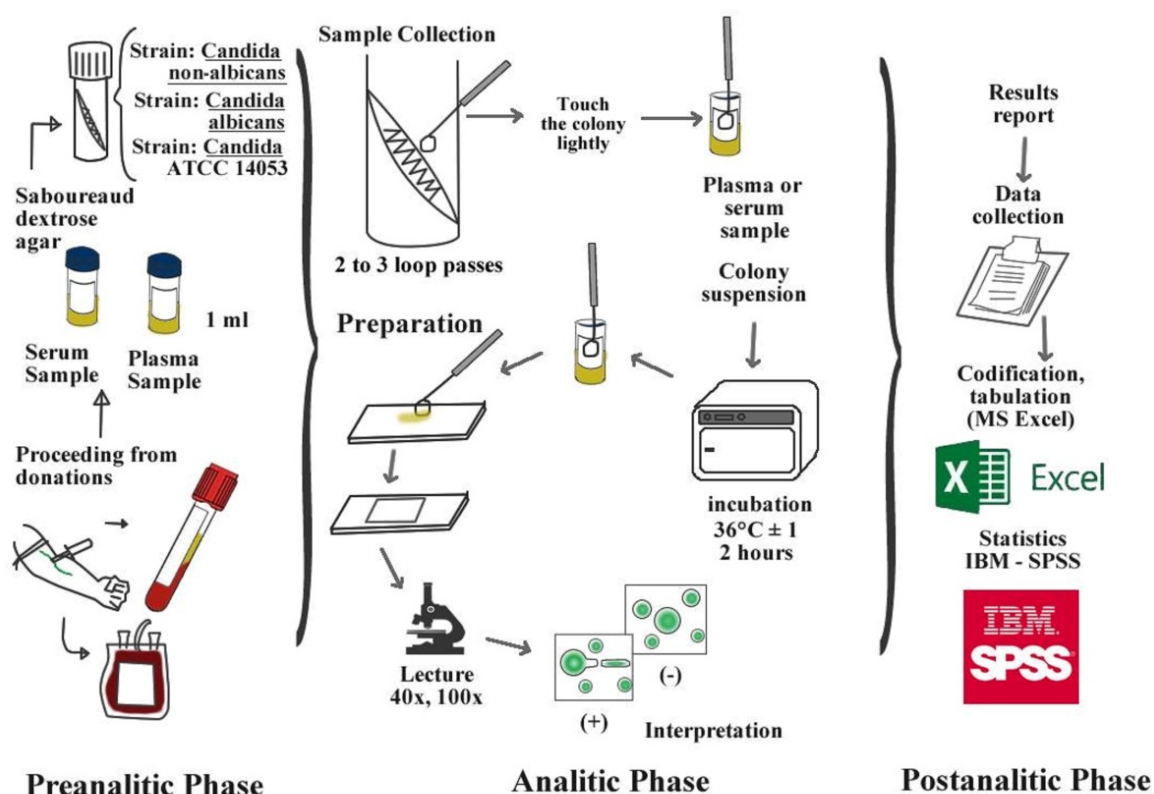 Strain: Candida
non-albicans
Strain: Candida
albicans
Strain: Candida
ATCC 14053
Saboureaud
dextrose
agar
1 ml
Serum
Sample
Plasma
Sample
Proceeding from
donations
Preanalitic Phase
Sample Collection
Touch
the colony
lightly
Plasma or
serum
sample
2 to 3 loop passes
Colony
suspension
Preparation
incubation
36°C ± 1
2 hours
Lecture
40x, 100x
(+)
(-)
Interpretation
Analitic Phase
Results
report
Data
collection
Codification,
tabulation
(MS Excel)
X Excel
Statistics
IBM - SPSS
IBM.
SPSS
Postanalitic Phase